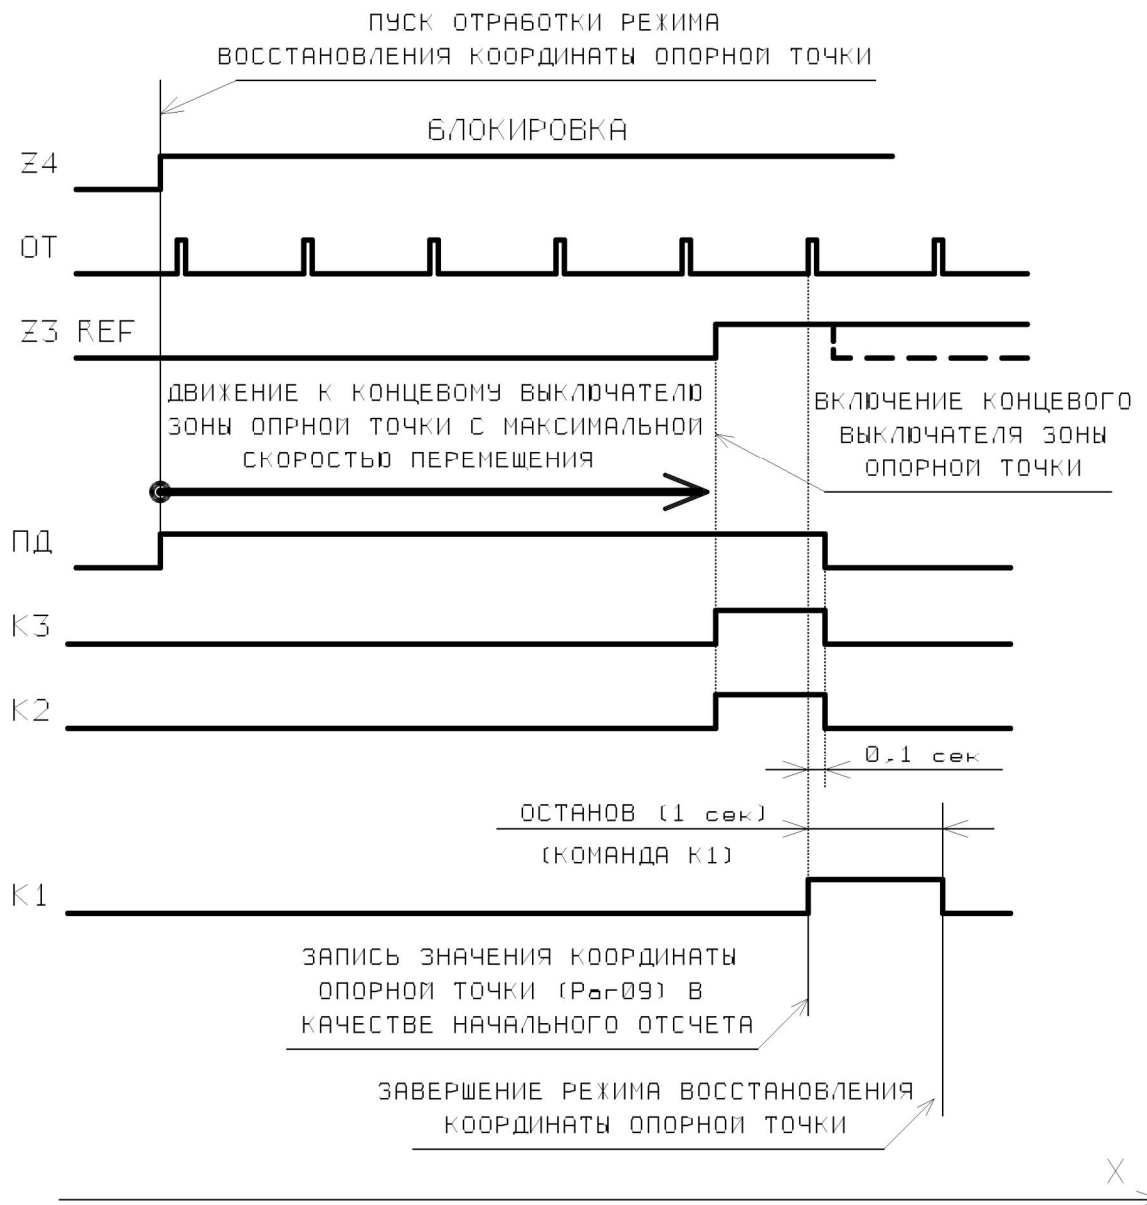 ПУСК ОТРАБОТКИ РЕЖИМА
ВОССТАНОВЛЕНИЯ КООРДИНАТЫ ОПОРНОЙ ТОЧКИ
БЛОКИРОВКА
Z4
ОТ
Z3 REF
ДВИЖЕНИЕ К КОНЦЕВОМУ ВЫКЛЮЧАТЕЛЮ
ЗОНЫ ОПРНОЙ ТОЧКИ С МАКСИМАЛЬНОЙ
СКОРОСТЬЮ ПЕРЕМЕЩЕНИЯ
ВКЛЮЧЕНИЕ КОНЦЕВОГО
ВЫКЛЮЧАТЕЛЯ ЗОНЫ
ОПОРНОЙ ТОЧКИ
ПД
К3
К2
0,1 сек
ОСТАНОВ (1 сек)
(КОМАНДА К1)
К1
ЗАПИСЬ ЗНАЧЕНИЯ КООРДИНАТЫ
ОПОРНОЙ ТОЧКИ (Par09) В
КАЧЕСТВЕ НАЧАЛЬНОГО ОТСЧЕТА
ЗАВЕРШЕНИЕ РЕЖИМА ВОССТАНОВЛЕНИЯ
КООРДИНАТЫ ОПОРНОЙ ТОЧКИ
X